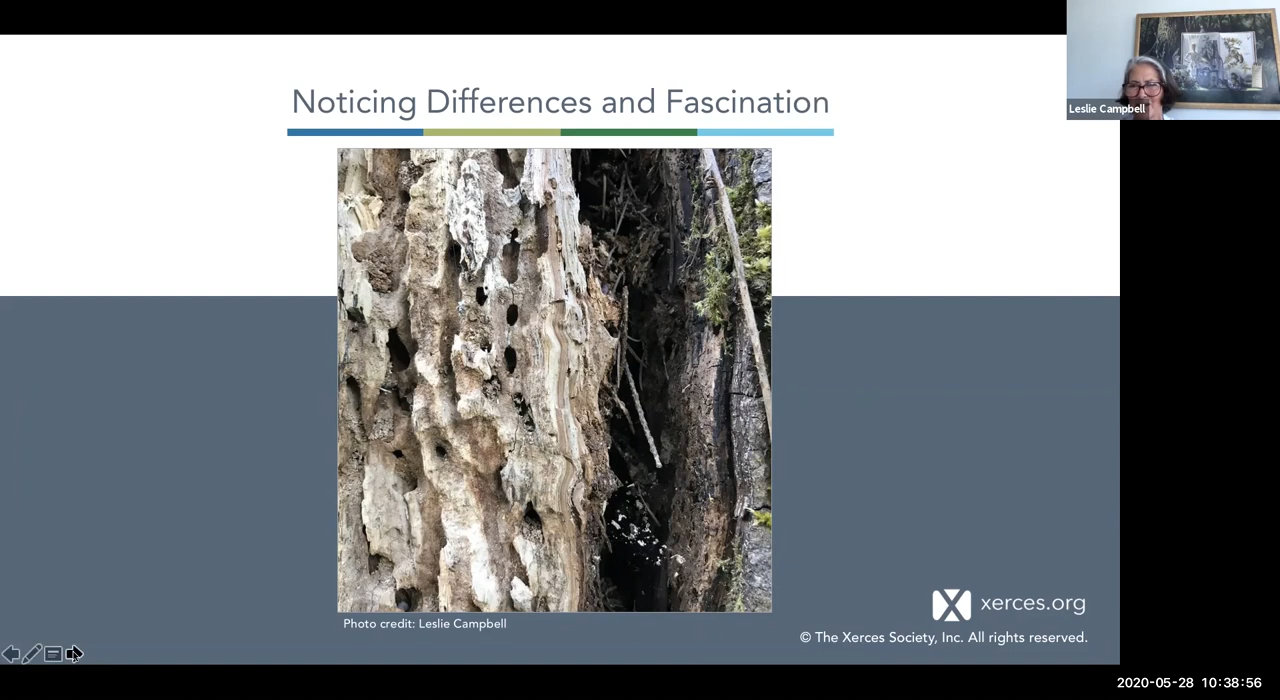 Noticing Differences and Fascination
Leslie Campbell
Photo credit: Leslie Campbell
xerces.org
© The Xerces Society, Inc. All rights reserved.
2020-05-28 10:38:56